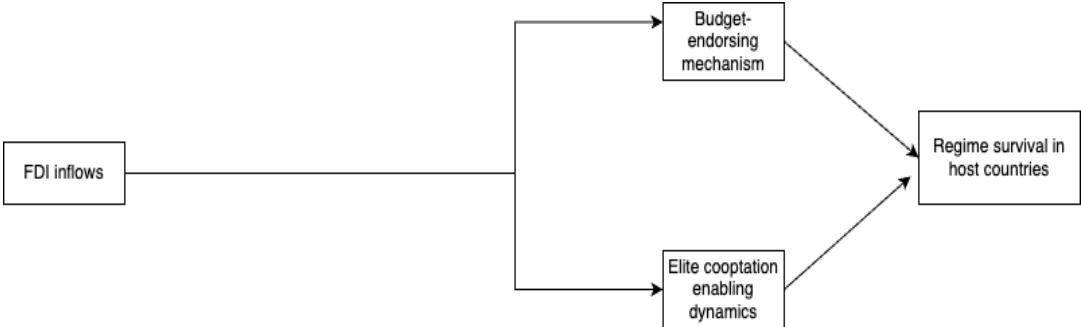 Budget-
endorsing
mechanism
FDI inflows
Regime survival in
host countries
Elite cooptation
enabling
dynamics